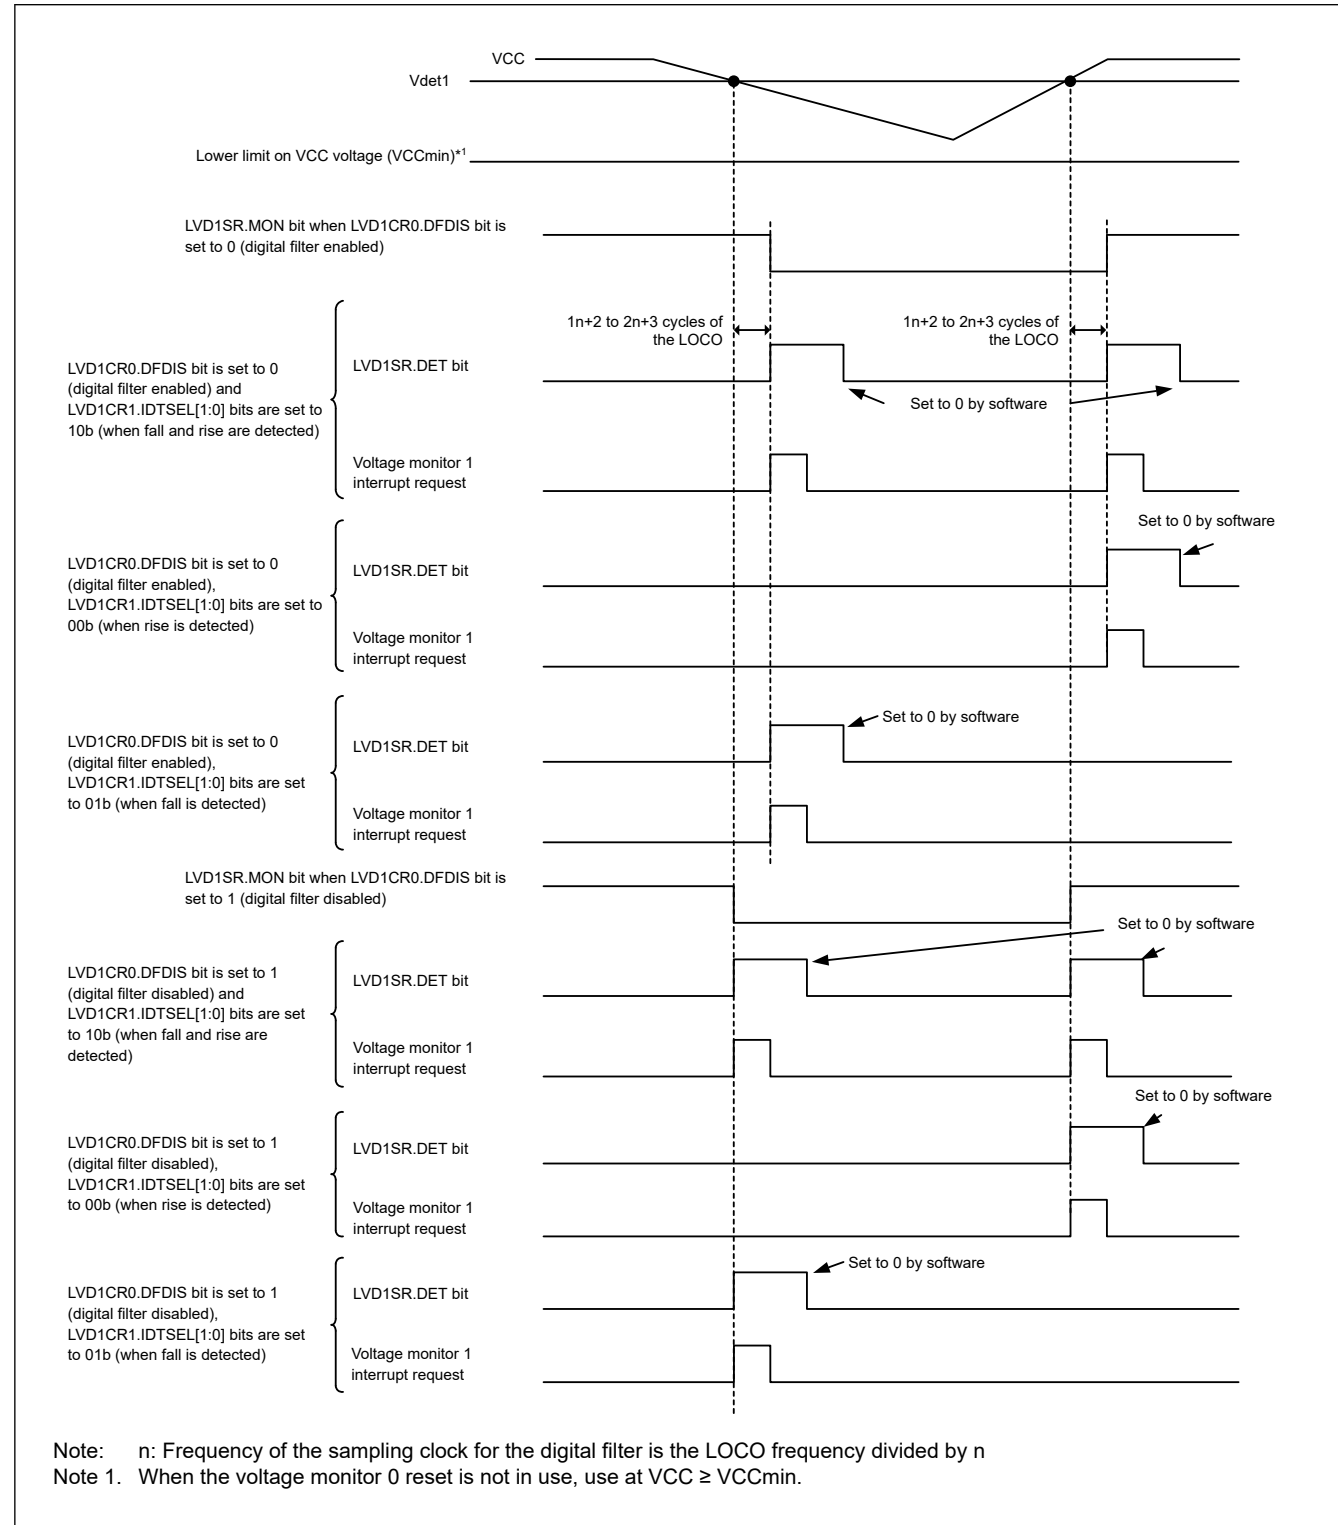 VCC
Vdet1
Lower limit on VCC voltage (VCCmin)*1
LVD1SR.MON bit when LVD1CR0.DFDIS bit is
set to 0 (digital filter enabled)
1n+2 to 2n+3 cycles of
the LOCO
1n+2 to 2n+3 cycles of
the LOCO
LVD1CR0.DFDIS bit is set to 0
(digital filter enabled) and
LVD1CR1.IDTSEL[1:0] bits are set to
10b (when fall and rise are detected)
LVD1SR.DET bit
Set to 0 by software
Voltage monitor 1
interrupt request
Set to 0 by software
LVD1CR0.DFDIS bit is set to 0
(digital filter enabled),
LVD1CR1.IDTSEL[1:0] bits are set to
00b (when rise is detected)
LVD1SR.DET bit
Voltage monitor 1
interrupt request
Set to 0 by software
LVD1CR0.DFDIS bit is set to 0
(digital filter enabled),
LVD1CR1.IDTSEL[1:0] bits are set
to 01b (when fall is detected)
LVD1SR.DET bit
Voltage monitor 1
interrupt request
LVD1SR.MON bit when LVD1CR0.DFDIS bit is
set to 1 (digital filter disabled)
Set to 0 by software
LVD1CR0.DFDIS bit is set to 1
(digital filter disabled) and
LVD1CR1.IDTSEL[1:0] bits are set
to 10b (when fall and rise are
detected)
LVD1SR.DET bit
Voltage monitor 1
interrupt request
Set to 0 by software
LVD1CR0.DFDIS bit is set to 1
(digital filter disabled),
LVD1CR1.IDTSEL[1:0] bits are set
to 00b (when rise is detected)
LVD1SR.DET bit
Voltage monitor 1
interrupt request
Set to 0 by software
LVD1CR0.DFDIS bit is set to 1
(digital filter disabled),
LVD1CR1.IDTSEL[1:0] bits are set
to 01b (when fall is detected)
LVD1SR.DET bit
Voltage monitor 1
interrupt request
Note: n: Frequency of the sampling clock for the digital filter is the LOCO frequency divided by n
Note 1. When the voltage monitor 0 reset is not in use, use at VCC ≥ VCCmin.